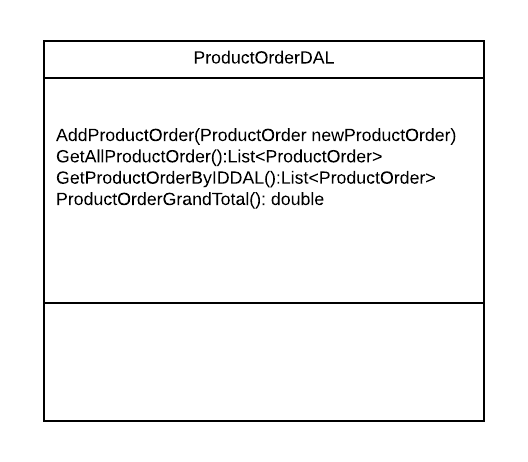 ProductOrderDAL
AddProductOrder(ProductOrder newProductOrder)
GetAllProductOrder():List<ProductOrder>
GetProductOrderByIDDAL():List<ProductOrder>
ProductOrderGrandTotal(): double